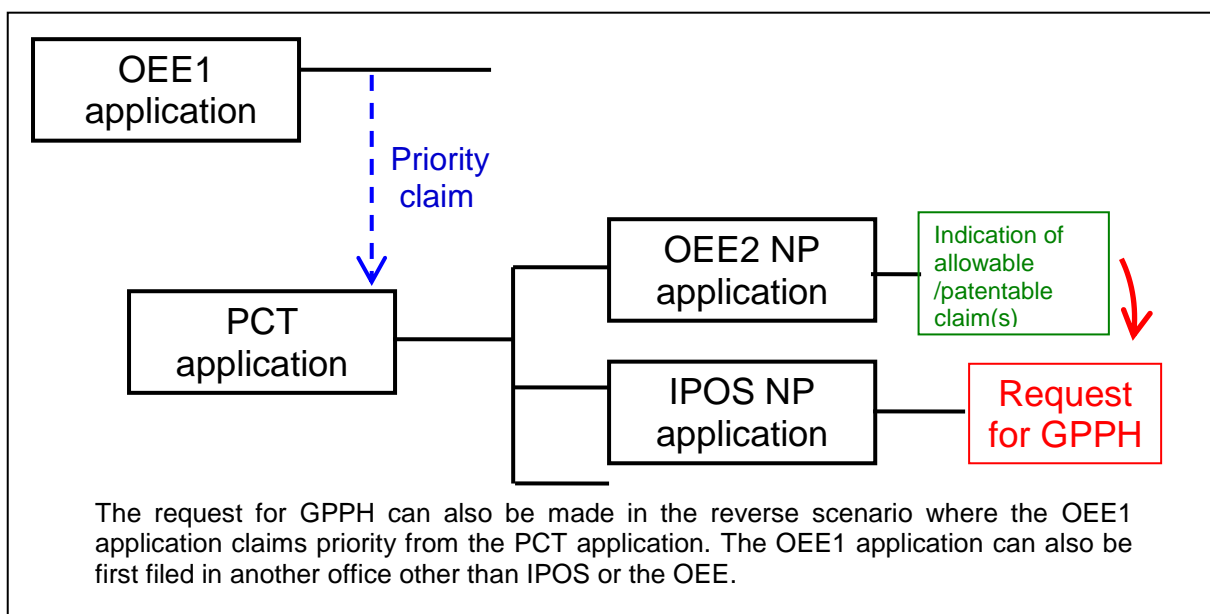 OEE1
application
Priority
claim
PCT
application
OEE2 NP
application
Indication of
allowable
/patentable
claim(s)
IPOS NP
application
Request
for GPPH
The request for GPPH can also be made in the reverse scenario where the OEE1
application claims priority from the PCT application. The OEE1 application can also be
first filed in another office other than IPOS or the OEE.